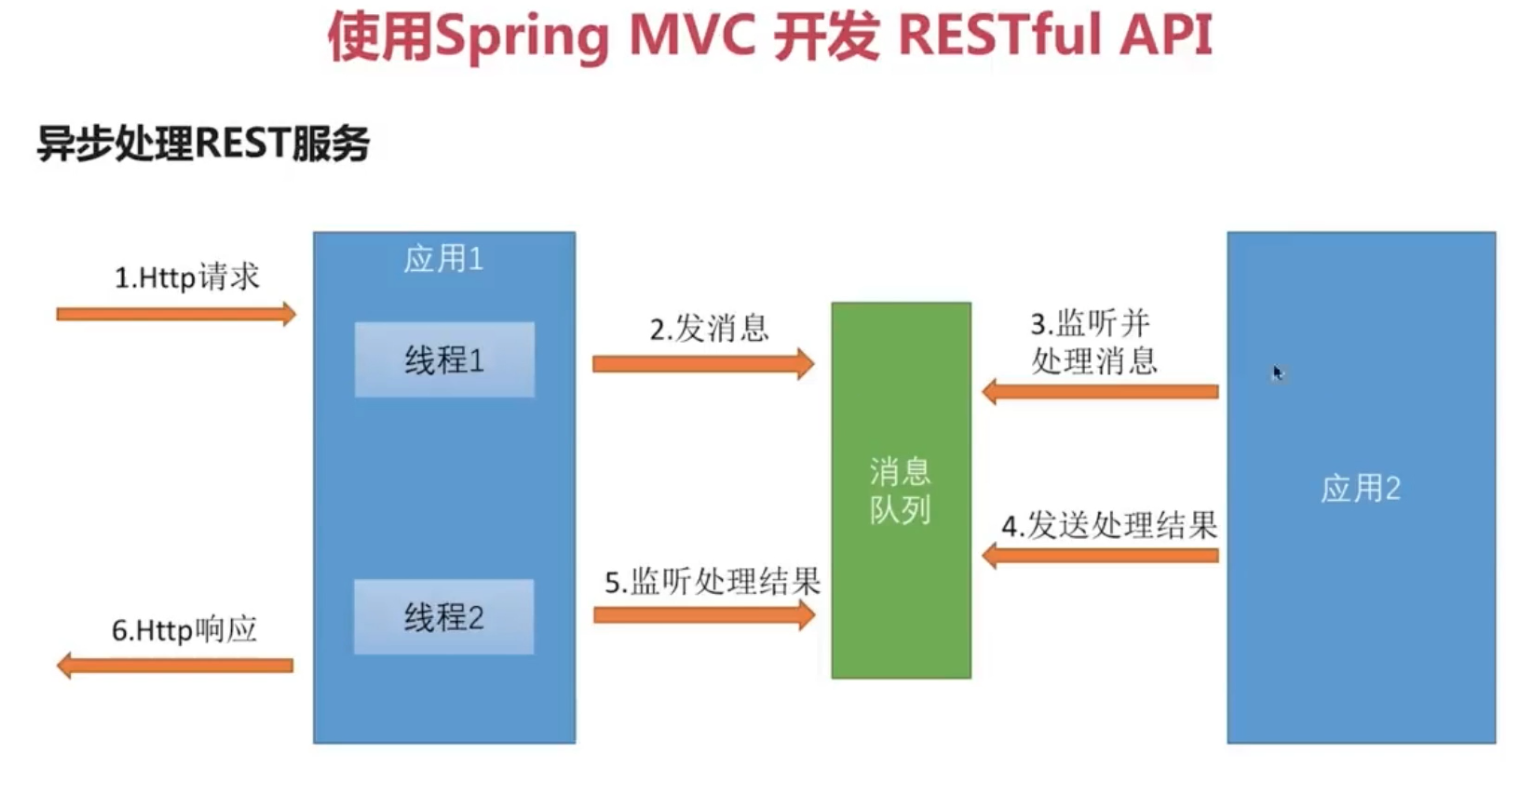 使用Spring MVC 开发 RESTful API
异步处理REST服务
1.Http请求
应用1
线程1
2.发消息
3.监听并
处理消息
消息
队列
应用2
4.发送处理结果
5.监听处理结果
线程2
6.Http响应